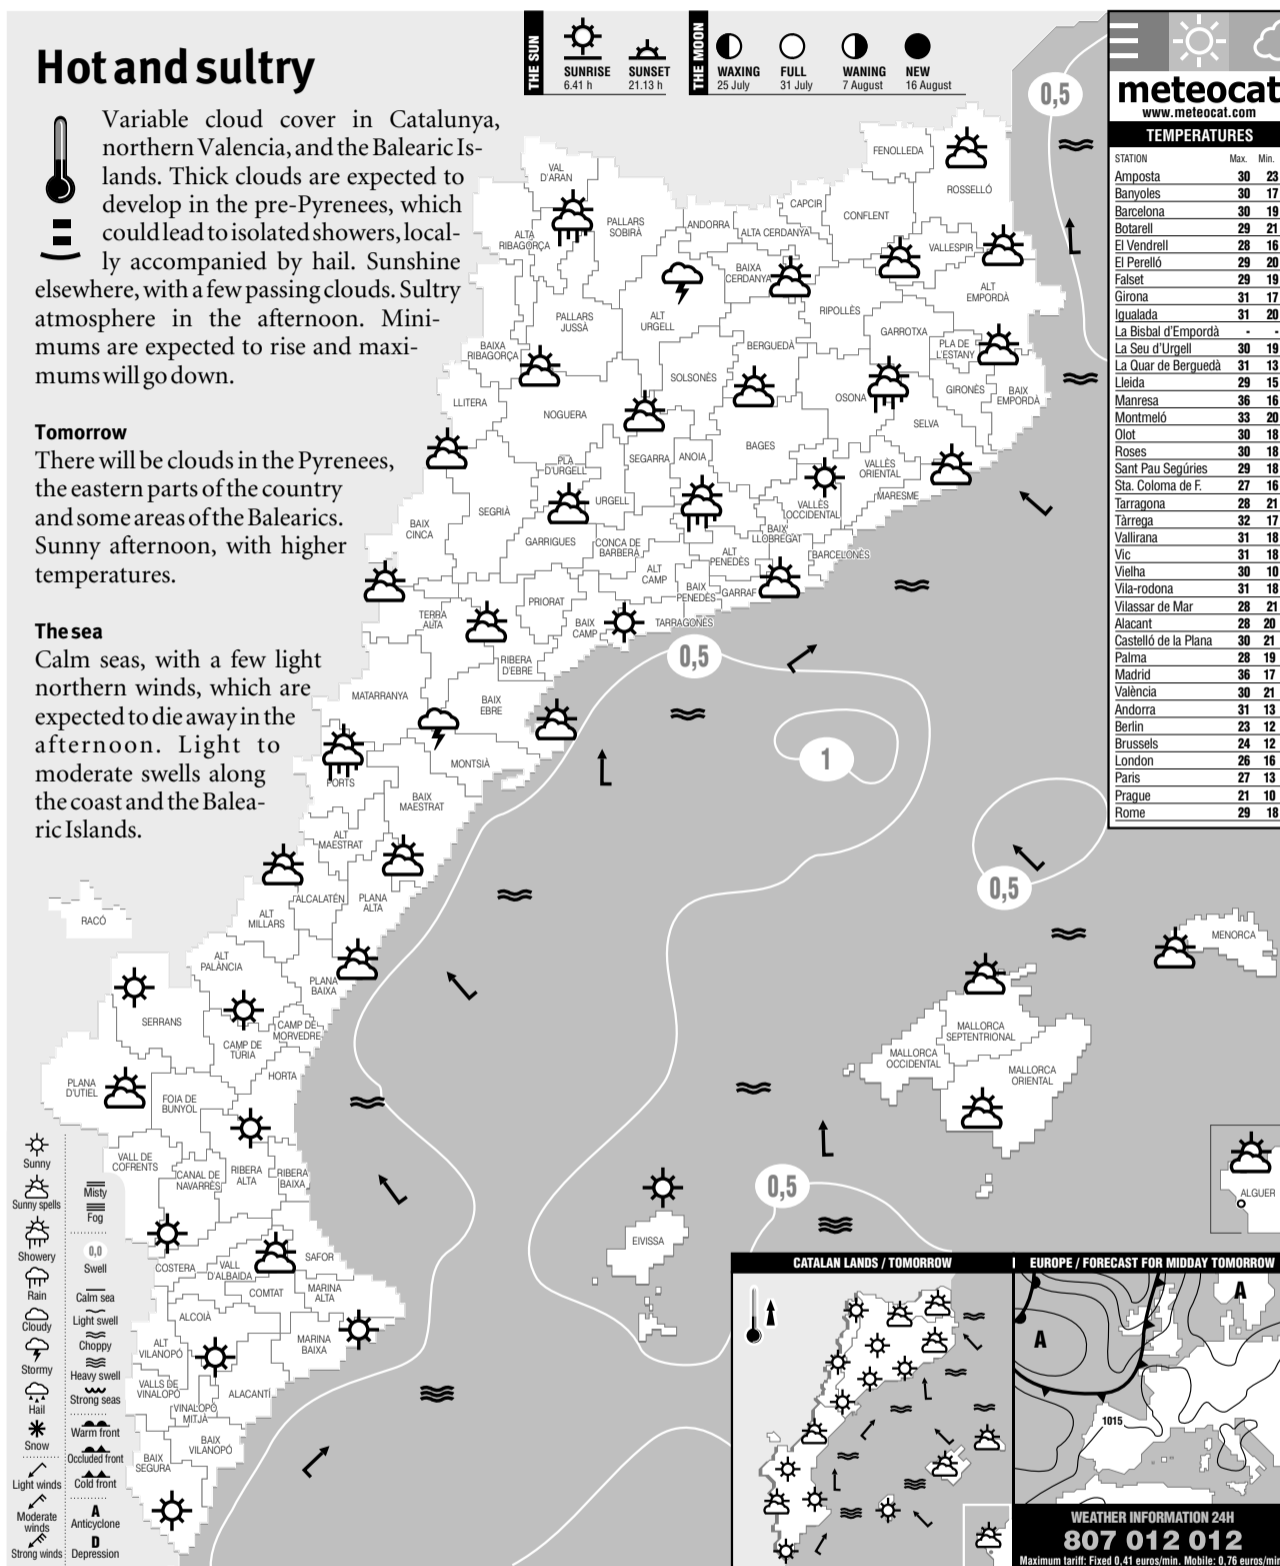 Hot and sultry
Variable cloud cover in Catalunya,
northern Valencia, and the Balearic Is-
lands. Thick clouds are expected to
develop in the pre-Pyrenees, which
could lead to isolated showers, local-
ly accompanied by hail. Sunshine
elsewhere, with a few passing clouds. Sultry
atmosphere in the afternoon. Mini-
mums are expected to rise and maxi-
mums will go down.
Tomorrow
There will be clouds in the Pyrenees,
the eastern parts of the country
and some areas of the Balearics.
Sunny afternoon, with higher
temperatures.
The sea
Calm seas, with a few light
northern winds, which are
expected to die away in the
afternoon. Light to
moderate swells along
the coast and the Balea-
ric Islands.
THE SUN
SUNRISE
6.41 h
SUNSET
21.13 h
THE MOON
WAXING
25 July
FULL
31 July
WANING
7 August
NEW
16 August
meteocat
www.meteocat.com
TEMPERATURES
STATION Max. Min.
Amposta 30 23
Banyoles 30 17
Barcelona 30 19
Botarell 29 21
El Vendrell 28 16
El Perelló 29 20
Falset 29 19
Girona 31 17
Igualada 31 20
La Bisbal d'Empordà - -
La Seu d'Urgell 30 19
La Quar de Berguedà 31 13
Lleida 29 15
Manresa 36 16
Montmeló 33 20
Olot 30 18
Roses 30 18
Sant Pau Segúries 29 18
Sta. Coloma de F. 27 16
Tarragona 28 21
Tàrrega 32 17
Vallirana 31 18
Vic 31 18
Vielha 30 10
Vila-rodona 31 18
Vilassar de Mar 28 21
Alacant 28 20
Castelló de la Plana 30 21
Palma 28 19
Madrid 36 17
València 30 21
Andorra 31 13
Berlin 23 12
Brussels 24 12
London 26 16
Paris 27 13
Prague 21 10
Rome 29 18
0,5
FENOLLEDA
ROSSELLÓ
VAL
D'ARAN
CAPCIR
CONFLENT
PALLARS
SOBIRÀ
ANDORRA
ALTA CERDANYA
ALTA
RIBAGORÇA
VALLESPIR
BAIXA
CERDANYA
ALT
EMPORDÀ
PALLARS
JUSSÀ
ALT
URGELL
RIPOLLÈS
GARROTXA
BERGUEDÀ
PLA DE
L'ESTANY
BAIXA
RIBAGORÇA
SOLSONÈS
GIRONÈS
BAIX
EMPORDÀ
OSONA
LLITERA
NOGUERA
SELVA
BAGES
SEGARRA
ANOIA
PLA
D'URGELL
VALLÈS
ORIENTAL
MARESME
URGELL
VALLÈS
OCCIDENTAL
SEGRIÀ
BAIX
CINCA
BAIX
LLOBREGAT
GARRIGUES
CONCA DE
BARBERÀ
ALT
PENEDÈS
BARCELONÈS
ALT
CAMP
BAIX
PENEDÈS
GARRAF
PRIORAT
TERRA
ALTA
BAIX
CAMP
TARRAGONÈS
0,5
RIBERA
D'EBRE
MATARRANYA
BAIX
EBRE
1
MONTSIÀ
PORTS
BAIX
MAESTRAT
ALT
MAESTRAT
0,5
L'ALCALATÉN
PLANA
ALTA
RACÓ
ALT
MILLARS
MENORCA
ALT
PALÀNCIA
PLANA
BAIXA
SERRANS
CAMP DE
MORVEDRE
CAMP DE
TÚRIA
MALLORCA
SEPTENTRIONAL
MALLORCA
OCCIDENTAL
MALLORCA
ORIENTAL
HORTA
PLANA
D'UTIEL
FOIA DE
BUNYOL
VALL DE
COFRENTS
CANAL DE
NAVARRÉS
RIBERA
ALTA
RIBERA
BAIXA
0,5
ALGUER
EIVISSA
SAFOR
COSTERA
VALL
D'ALBAIDA
COMTAT
MARINA
ALTA
ALCOIÀ
MARINA
BAIXA
ALT
VINALOPÓ
VALLS DE
VINALOPÓ
ALACANTÍ
VINALOPÓ
MITJÀ
BAIX
VILANOPÓ
BAIX
SEGURA
Sunny
Sunny spells
Showery
Rain
Cloudy
Stormy
Hail
Snow
Light winds
Moderate
winds
Strong winds
Misty
Fog
0,0
Swell
Calm sea
Light swell
Choppy
Heavy swell
Strong seas
Warm front
Occluded front
Cold front
A
Anticyclone
D
Depression
CATALAN LANDS / TOMORROW
EUROPE / FORECAST FOR MIDDAY TOMORROW
A
A
1015
WEATHER INFORMATION 24H
807 012 012
Maximum tariff: Fixed 0,41 euros/min. Mobile: 0,76 euros/min